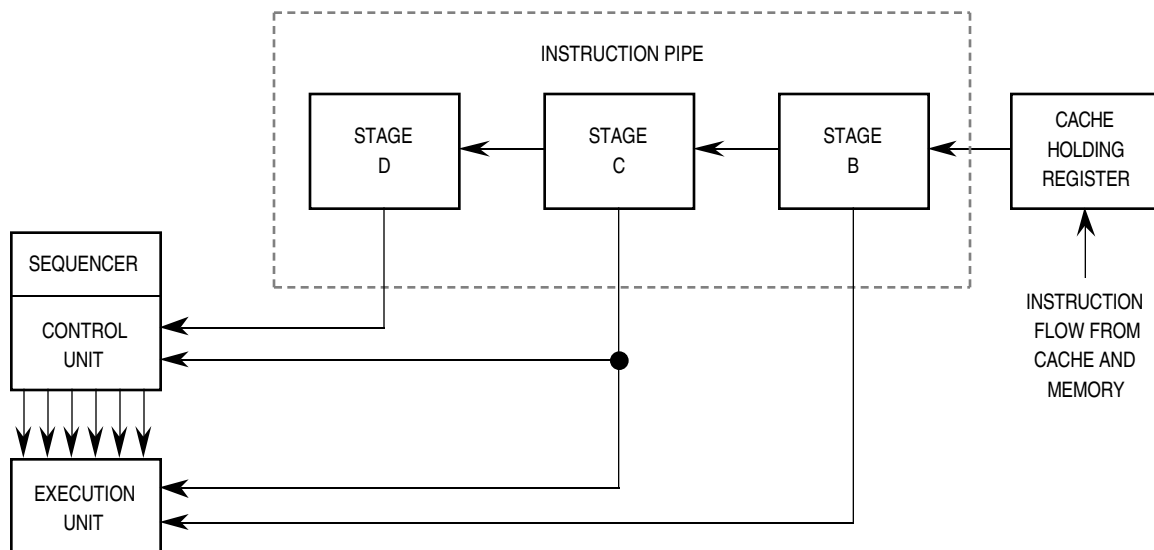 INSTRUCTION PIPE
STAGE
D
STAGE
C
STAGE
B
CACHE
HOLDING
REGISTER
SEQUENCER
CONTROL
UNIT
INSTRUCTION
FLOW FROM
CACHE AND
MEMORY
EXECUTION
UNIT